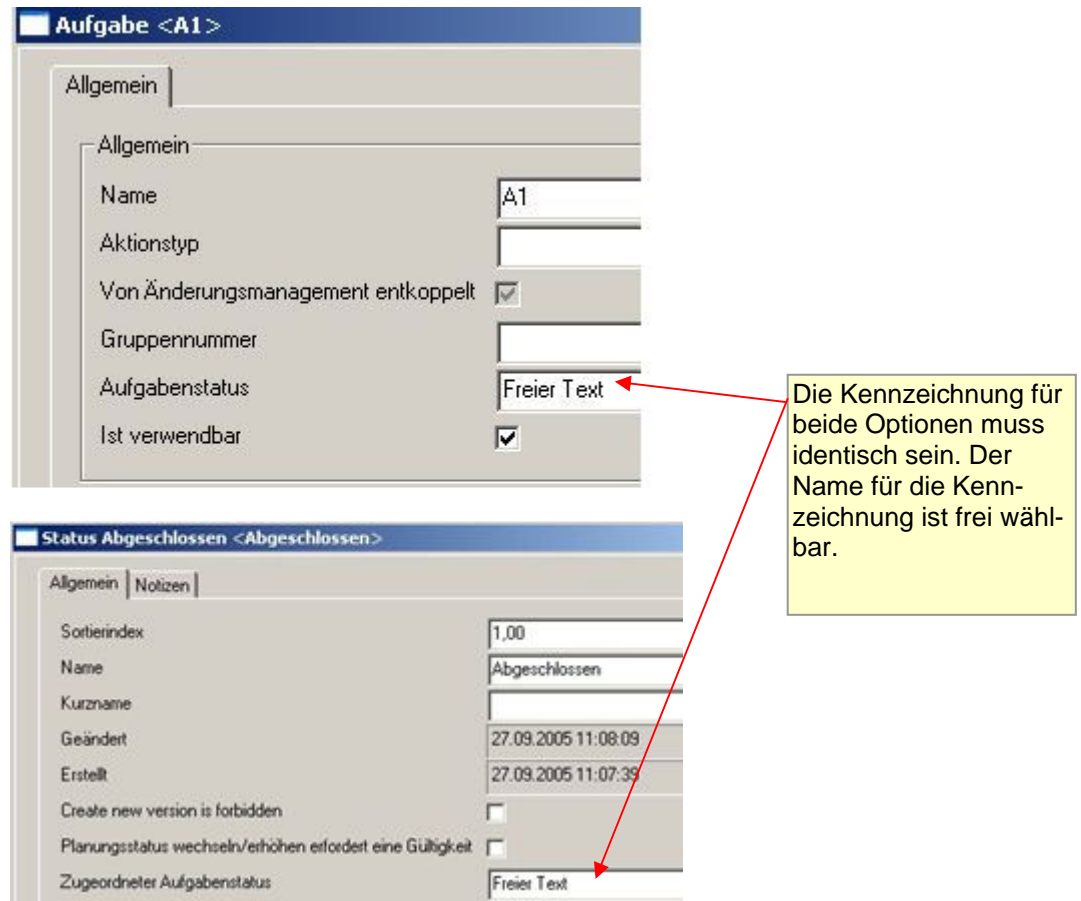 Aufgabe <A1>
Allgemein
Allgemein
Name A1
Aktionstyp
Von Änderungsmanagement entkoppelt
Gruppennummer
Aufgabenstatus Freier Text
Ist verwendbar
Die Kennzeichnung für
beide Optionen muss
identisch sein. Der
Name für die Kenn-
zeichnung ist frei wähl-
bar.
Status Abgeschlossen <Abgeschlossen>
Allgemein Notizen
Sortierindex 1,00
Name Abgeschlossen
Kurzname
Geändert 27.09.2005 11:08:09
Erstellt 27.09.2005 11:07:39
Create new version is forbidden
Planungsstatus wechseln/erhöhen erfordert eine Gültigkeit
Zugeordneter Aufgabenstatus Freier Text